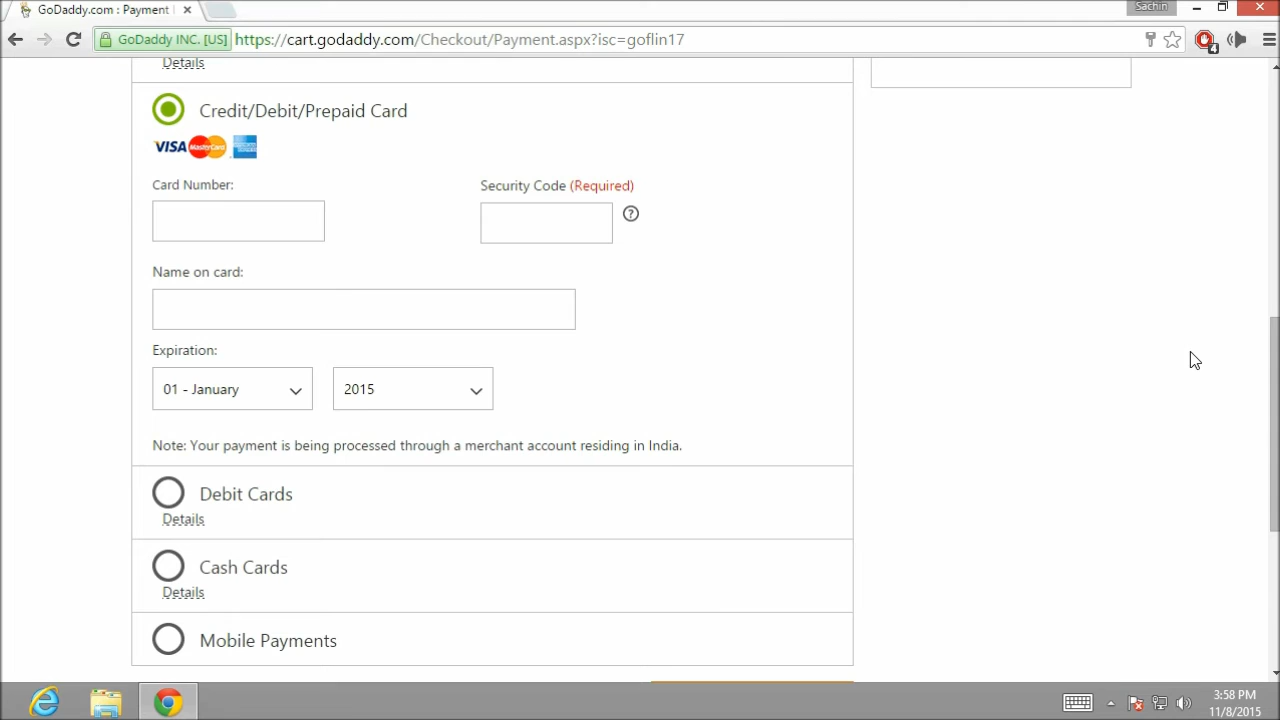 GoDaddy.com : Payment
Sachin
GoDaddy INC. [US] https://cart.godaddy.com/Checkout/Payment.aspx?isc=goflin17
4
Details
Credit/Debit/Prepaid Card
VISA MasterCard
Card Number:
Security Code (Required)
?
Name on card:
Expiration:
01 - January
2015
Note: Your payment is being processed through a merchant account residing in India.
Debit Cards
Details
Cash Cards
Details
Mobile Payments
3:58 PM
11/8/2015